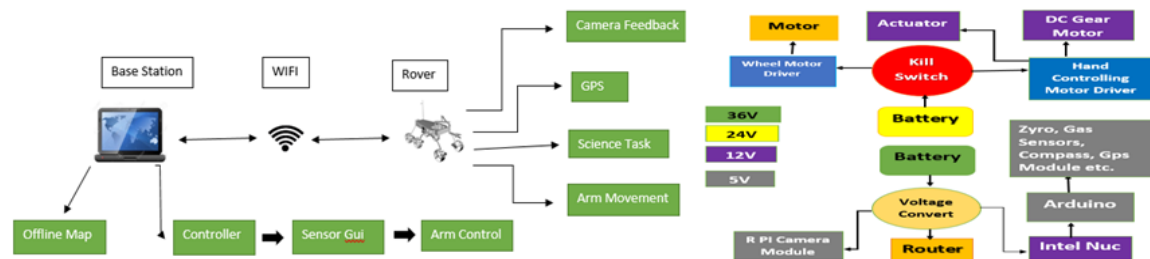 Base Station
WIFI
Rover
Camera Feedback
GPS
Science Task
Arm Movement
Offline Map
Controller
Sensor Gui
Arm Control
Motor
Actuator
DC Gear
Motor
Wheel Motor
Driver
Kill
Switch
Hand
Controlling
Motor Driver
36V
24V
12V
5V
Battery
Battery
Zyro, Gas
Sensors,
Compass, Gps
Module etc.
Voltage
Convert
Arduino
R PI Camera
Module
Router
Intel Nuc